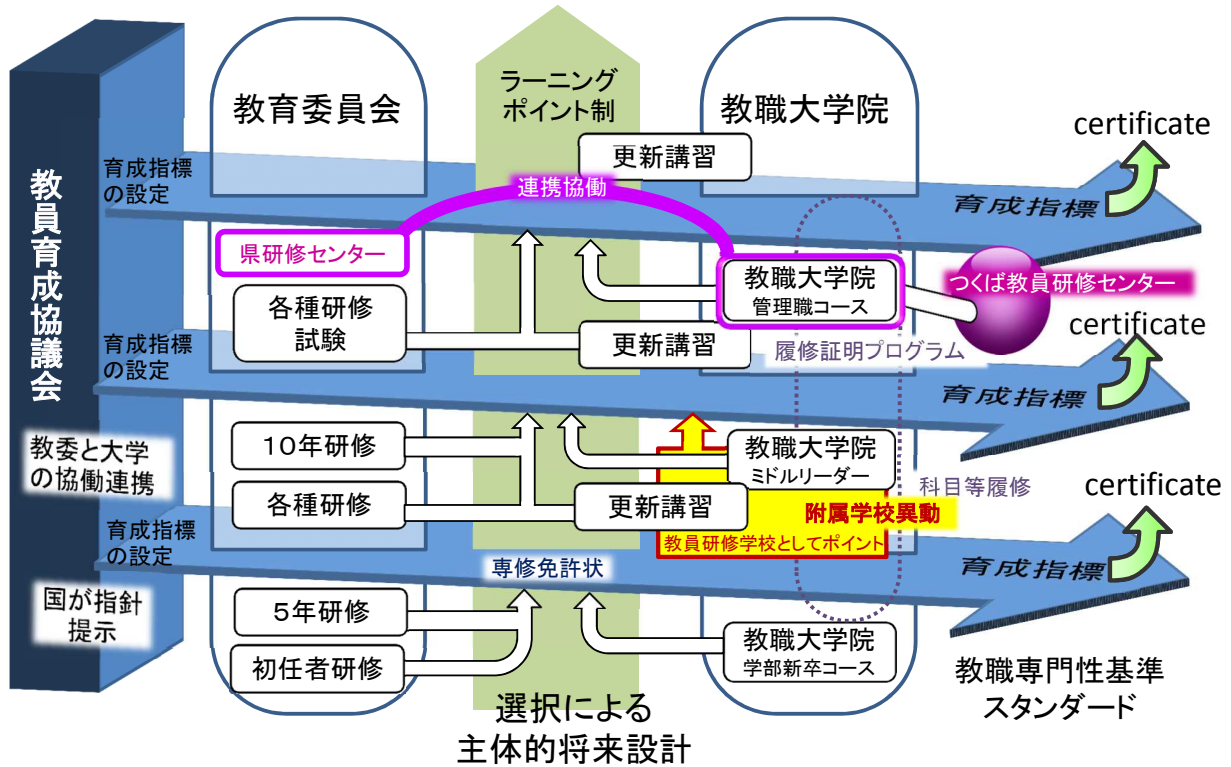 教員育成協議会
教委と大学
の協働連携
国が指針
提示
教育委員会
ラーニング
ポイント制
教職大学院
certificate
更新講習
育成指標
の設定
連携協働
育成指標
県研修センター
教職大学院
管理職コース
つくば教員研修センター
各種研修
試験
更新講習
履修証明プログラム
certificate
育成指標
の設定
育成指標
10年研修
教職大学院
ミドルリーダー
各種研修
更新講習
附属学校異動
教員研修学校としてポイント
科目等履修
certificate
育成指標
の設定
専修免許状
育成指標
5年研修
初任者研修
教職大学院
学部新卒コース
選択による
主体的将来設計
教職専門性基準
スタンダード